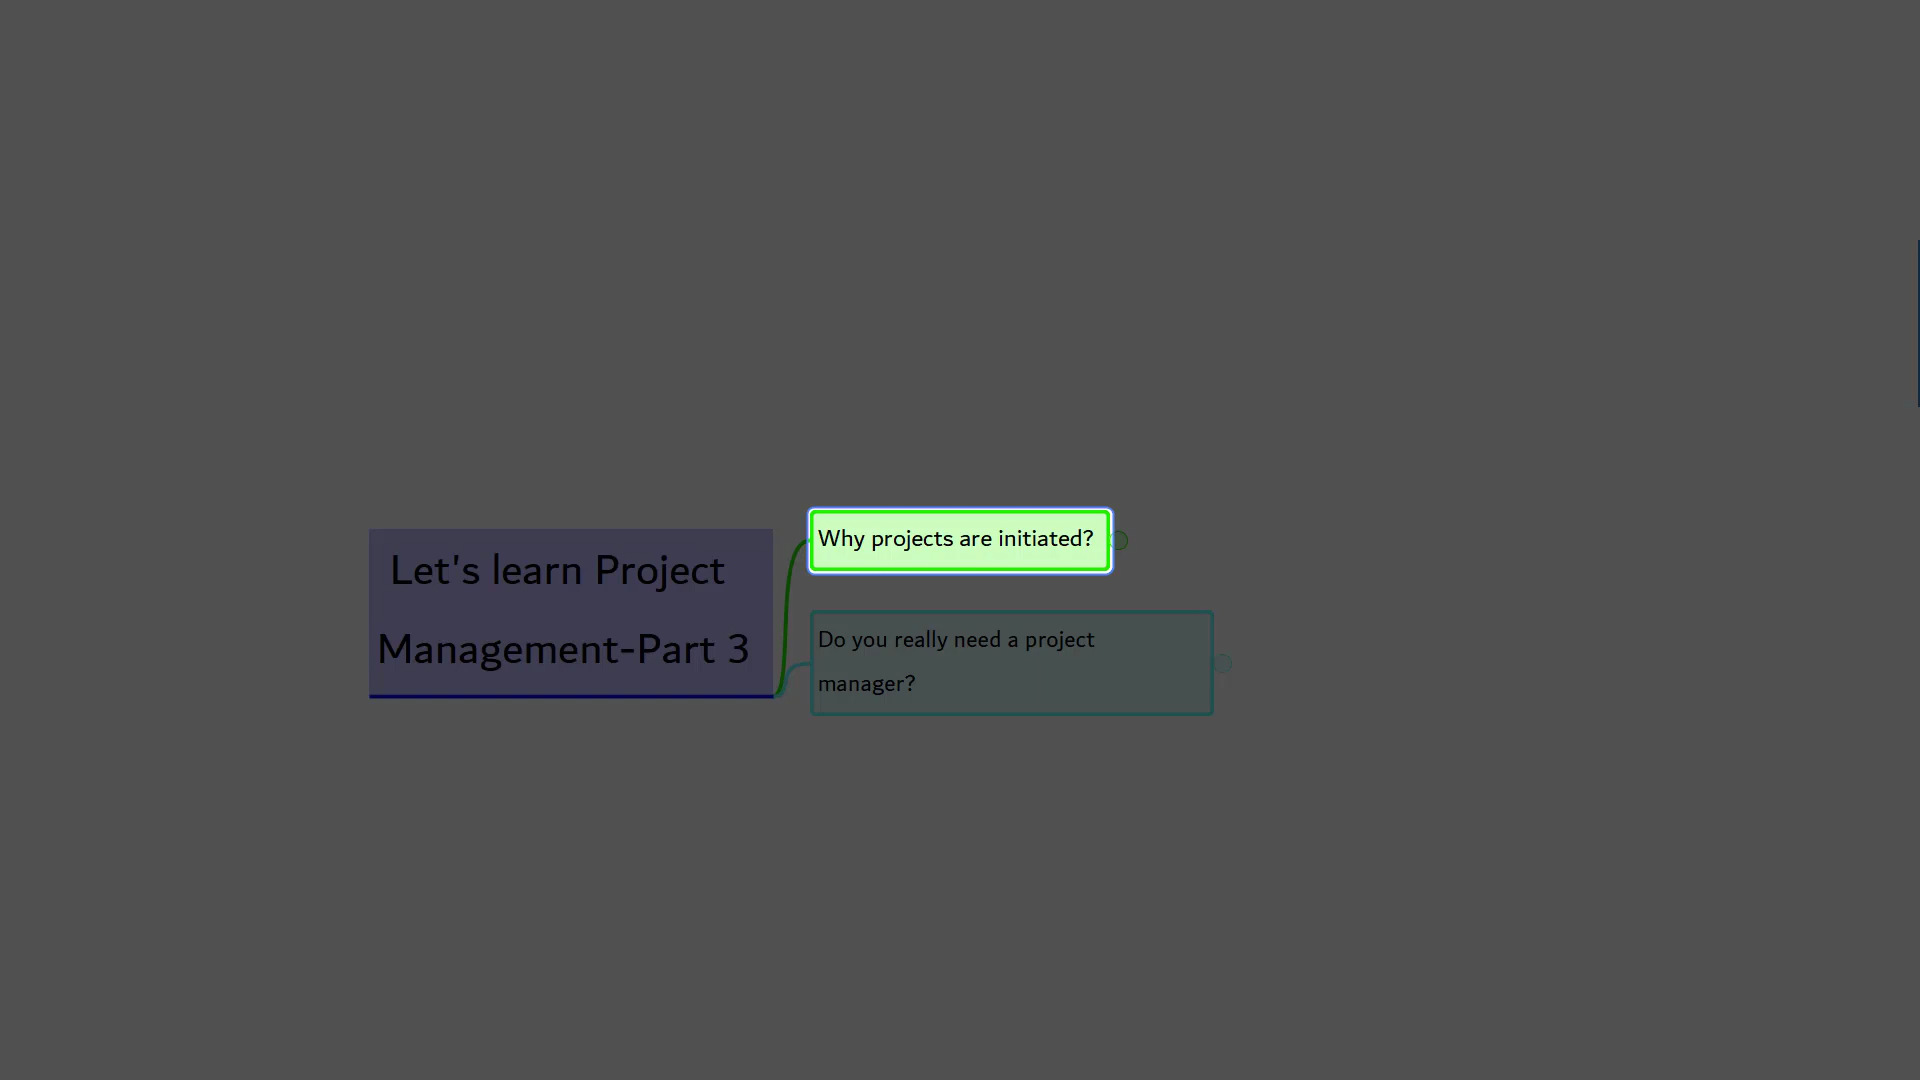 Let's learn Project
Management-Part 3
Why projects are initiated?
Do you really need a project
manager?